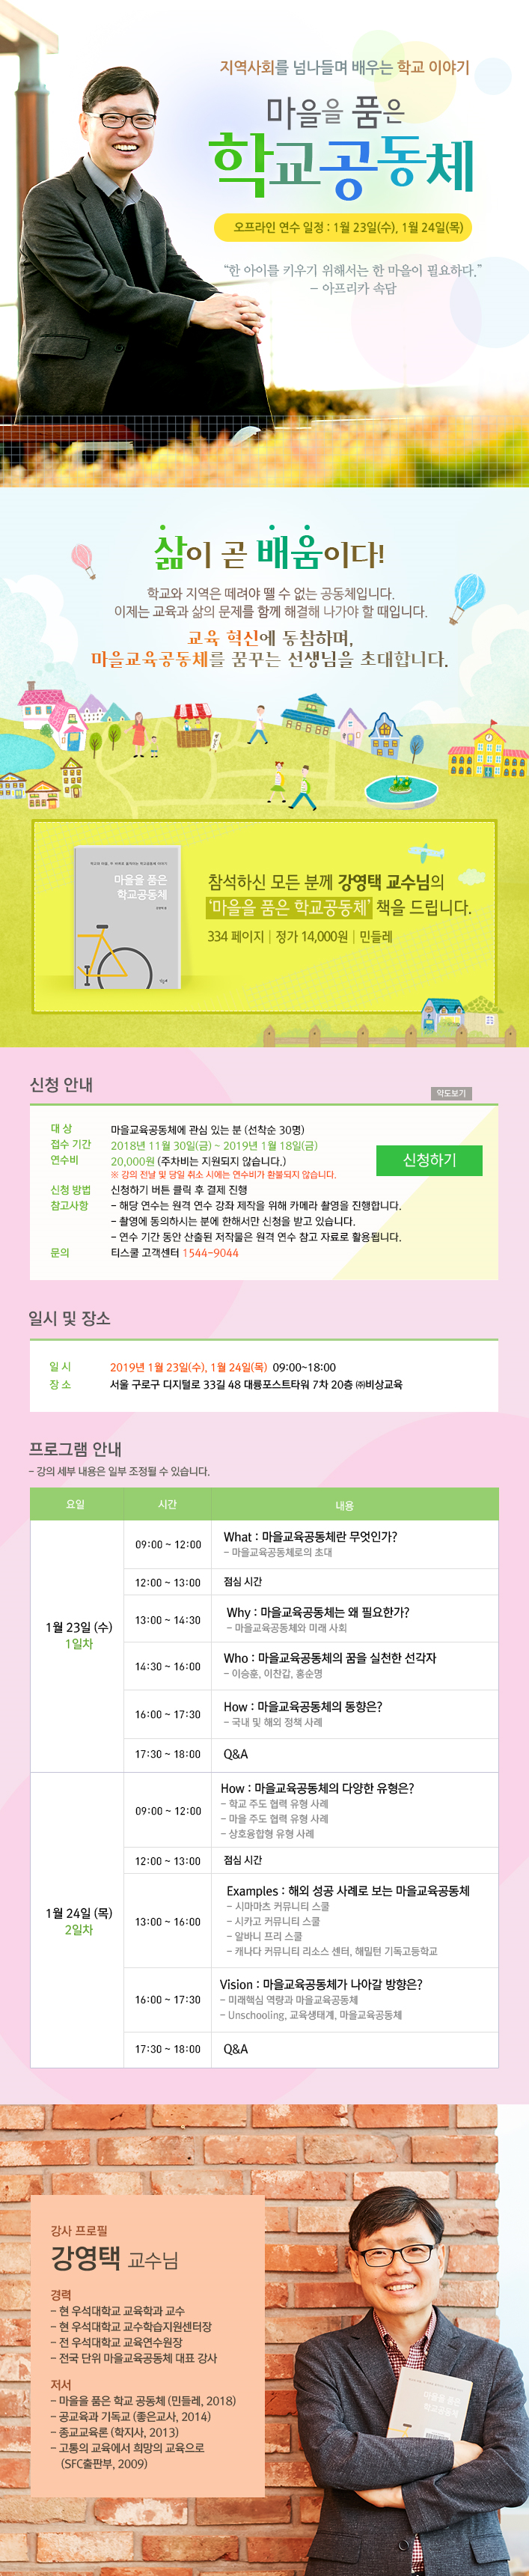 지역사회를 넘나들며 배우는 학교 이야기
마을을 품은
학교공동체
오프라인 연수 일정 : 1월 23일(수), 1월 24일(목)
“한 아이를 키우기 위해서는 한 마을이 필요하다.”
– 아프리카 속담
삶이 곧 배움이다!
학교와 지역은 떼려야 뗄 수 없는 공동체입니다.
이제는 교육과 삶의 문제를 함께 해결해 나가야 할 때입니다.
교육 혁신에 동참하며,
마을교육공동체를 꿈꾸는 선생님을 초대합니다.
마을을 품은
학교공동체
참석하신 모든 분께 강영택 교수님의
‘마을을 품은 학교공동체’ 책을 드립니다.
334 페이지 | 정가 14,000원 | 민들레
신청 안내
약도보기
대 상 마을교육공동체에 관심 있는 분 (선착순 30명)
접수 기간 2018년 11월 30일(금) ~ 2019년 1월 18일(금)
연수비 20,000원 (주차비는 지원되지 않습니다.)
※ 강의 전날 및 당일 취소 시에는 연수비가 환불되지 않습니다.
신청하기
신청 방법 신청하기 버튼 클릭 후 결제 진행
참고사항 – 해당 연수는 원격 연수 강좌 제작을 위해 카메라 촬영을 진행합니다.
– 촬영에 동의하시는 분에 한해서만 신청을 받고 있습니다.
– 연수 기간 동안 산출된 저작물은 원격 연수 참고 자료로 활용됩니다.
문의 티스쿨 고객센터 1544-9044
일시 및 장소
일 시 2019년 1월 23일(수), 1월 24일(목) 09:00~18:00
장 소 서울 구로구 디지털로 33길 48 대륭포스트타워 7차 20층 ㈜비상교육
프로그램 안내
– 강의 세부 내용은 일부 조정될 수 있습니다.
요일 시간 내용
1월 23일 (수)
1일차
09:00 ~ 12:00 What : 마을교육공동체란 무엇인가?
– 마을교육공동체로의 초대
12:00 ~ 13:00 점심 시간
13:00 ~ 14:30 Why : 마을교육공동체는 왜 필요한가?
– 마을교육공동체와 미래 사회
14:30 ~ 16:00 Who : 마을교육공동체의 꿈을 실천한 선각자
– 이승훈, 이찬갑, 홍순명
16:00 ~ 17:30 How : 마을교육공동체의 동향은?
– 국내 및 해외 정책 사례
17:30 ~ 18:00 Q&A
1월 24일 (목)
2일차
09:00 ~ 12:00 How : 마을교육공동체의 다양한 유형은?
– 학교 주도 협력 유형 사례
– 마을 주도 협력 유형 사례
– 상호융합형 유형 사례
12:00 ~ 13:00 점심 시간
13:00 ~ 16:00 Examples : 해외 성공 사례로 보는 마을교육공동체
– 시마마츠 커뮤니티 스쿨
– 시카고 커뮤니티 스쿨
– 알바니 프리 스쿨
– 캐나다 커뮤니티 리소스 센터, 해밀턴 기독고등학교
16:00 ~ 17:30 Vision : 마을교육공동체가 나아갈 방향은?
– 미래핵심 역량과 마을교육공동체
– Unschooling, 교육생태계, 마을교육공동체
17:30 ~ 18:00 Q&A
강사 프로필
강영택 교수님
경력
– 현 우석대학교 교육학과 교수
– 현 우석대학교 교수학습지원센터장
– 전 우석대학교 교육연수원장
– 전국 단위 마을교육공동체 대표 강사
저서
– 마을을 품은 학교 공동체 (민들레, 2018)
– 공교육과 기독교 (좋은교사, 2014)
– 종교교육론 (학지사, 2013)
– 고통의 교육에서 희망의 교육으로
(SFC출판부, 2009)
마을을 품은
학교공동체